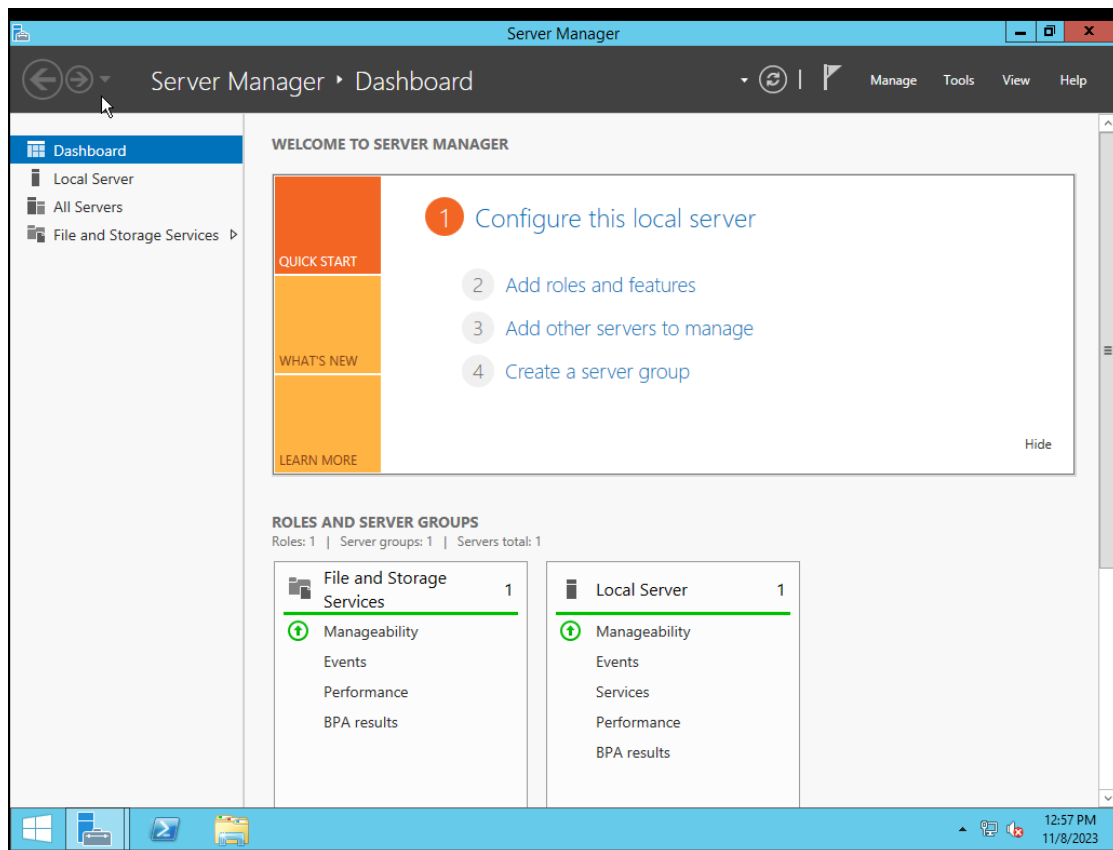 Server Manager
Server Manager ‣ Dashboard
Manage Tools View Help
Dashboard
Local Server
All Servers
File and Storage Services
WELCOME TO SERVER MANAGER
QUICK START
WHAT'S NEW
LEARN MORE
1 Configure this local server
2 Add roles and features
3 Add other servers to manage
4 Create a server group
Hide
ROLES AND SERVER GROUPS
Roles: 1 | Server groups: 1 | Servers total: 1
File and Storage
Services 1
Manageability
Events
Performance
BPA results
Local Server 1
Manageability
Events
Services
Performance
BPA results
12:57 PM
11/8/2023